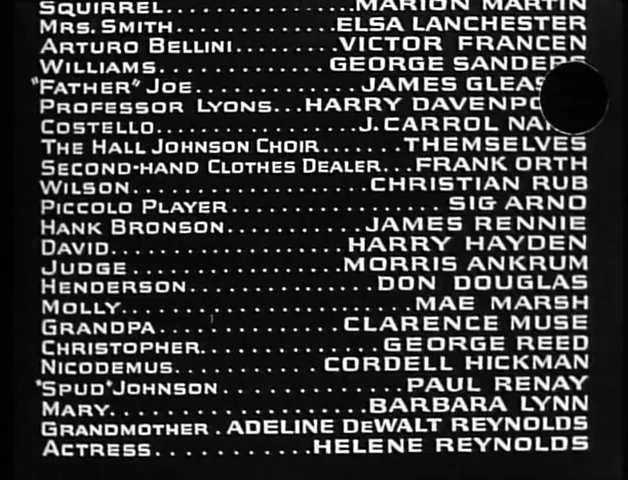 SQUIRREL................MARION MARTIN
MRS. SMITH..............ELSA LANCHESTER
ARTURO BELLINI.........VICTOR FRANCEN
WILLIAMS..............GEORGE SANDERS
"FATHER" JOE.............JAMES
PROFESSOR LYONS...HARRY
COSTELLO.................J. CARROL
THE HALL JOHNSON CHOIR.......THEMSELVES
SECOND-HAND CLOTHES DEALER...FRANK ORTH
WILSON....................CHRISTIAN RUB
PICCOLO PLAYER..................SIG ARNO
HANK BRONSON............JAMES RENNIE
DAVID....................HARRY HAYDEN
JUDGE..................MORRIS ANKRUM
HENDERSON................DON DOUGLAS
MOLLY.........................MAE MARSH
GRANDPA..............CLARENCE MUSE
CHRISTOPHER..............GEORGE REED
NICODEMUS............CORDELL HICKMAN
"SPUD" JOHNSON.............PAUL RENAY
MARY......................BARBARA LYNN
GRANDMOTHER . ADELINE DEWALT REYNOLDS
ACTRESS............HELENE REYNOLDS